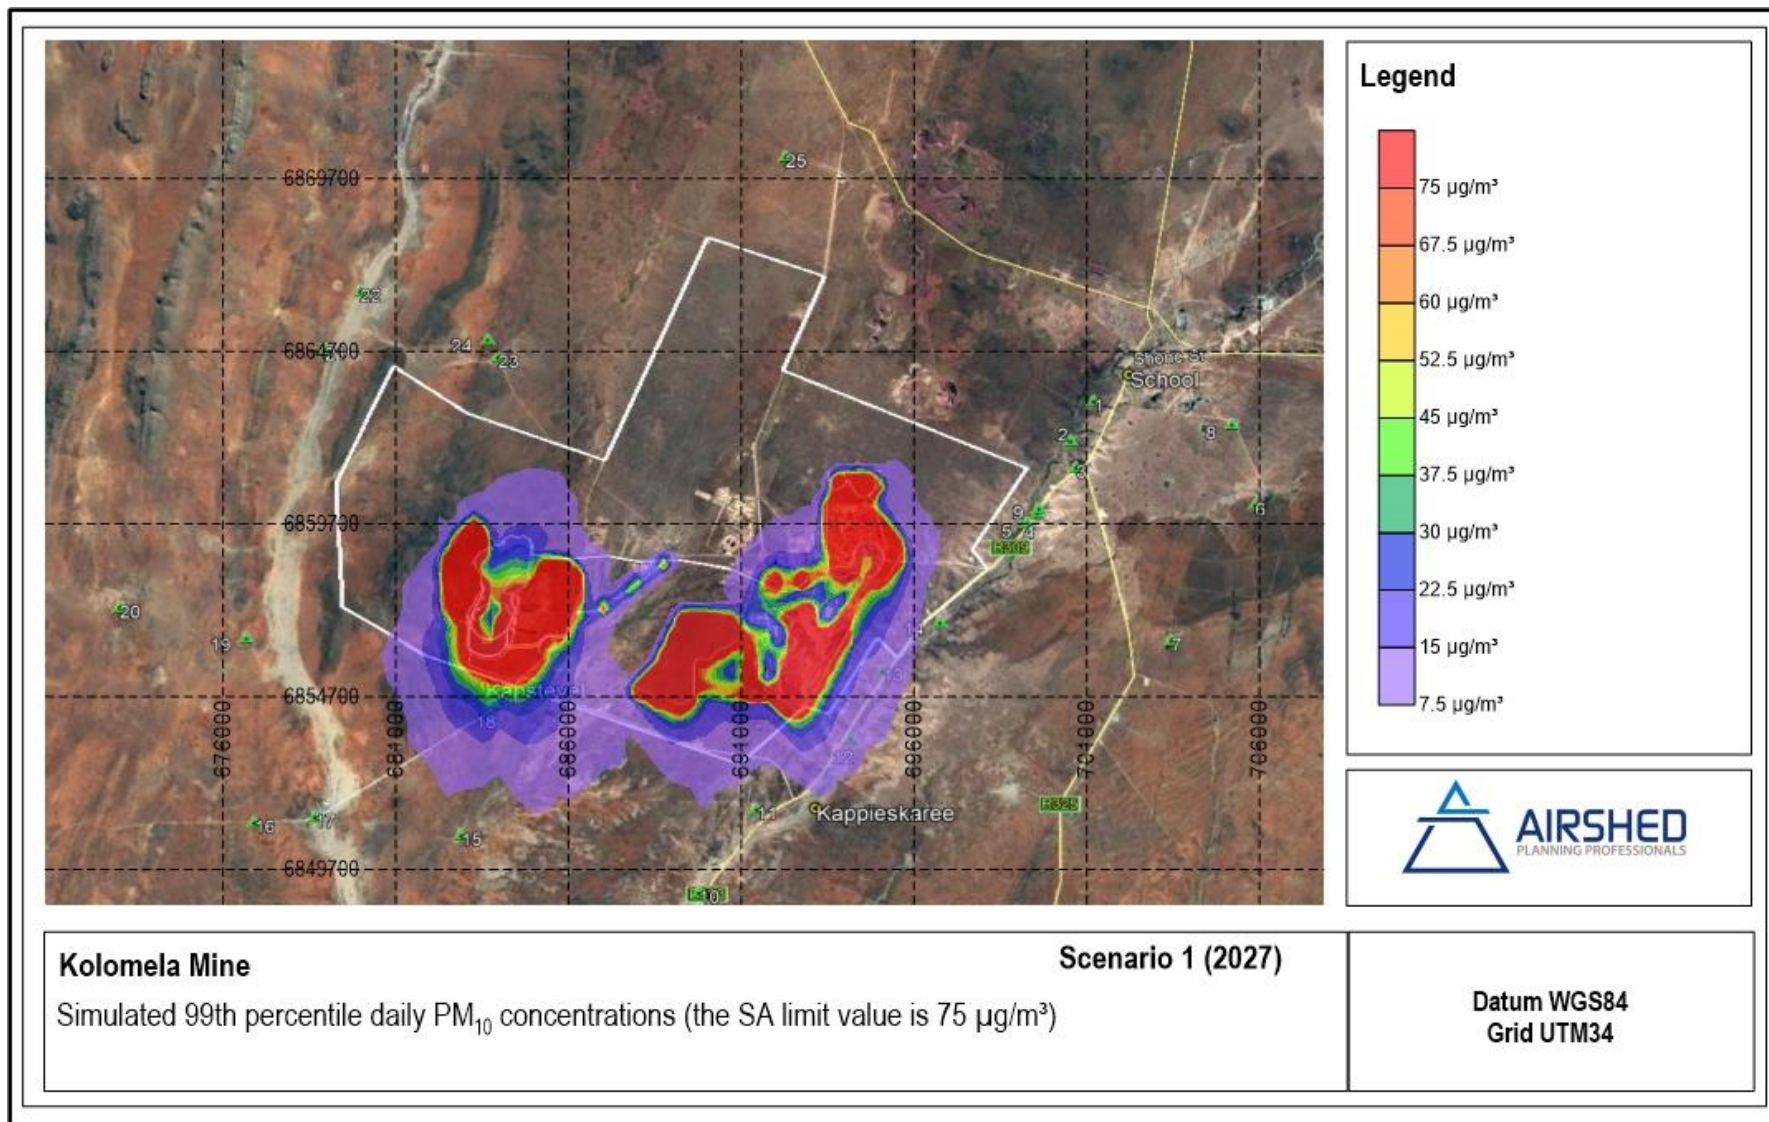 25
6869700
22
24
6864700
23
Shone St
School
1
2
8
3
6859700
9
5 4
6
R309
20
19
14
7
13
Kapstevel
6854700
18
12
676000
681000
686000
691000
696000
701000
706000
11
Kappieskaree
R325
16
17
15
6849700
10
Legend
75 µg/m³
67.5 µg/m³
60 µg/m³
52.5 µg/m³
45 µg/m³
37.5 µg/m³
30 µg/m³
22.5 µg/m³
15 µg/m³
7.5 µg/m³
AIRSHED
PLANNING PROFESSIONALS
Kolomela Mine
Scenario 1 (2027)
Simulated 99th percentile daily PM₁₀ concentrations (the SA limit value is 75 µg/m³)
Datum WGS84
Grid UTM34